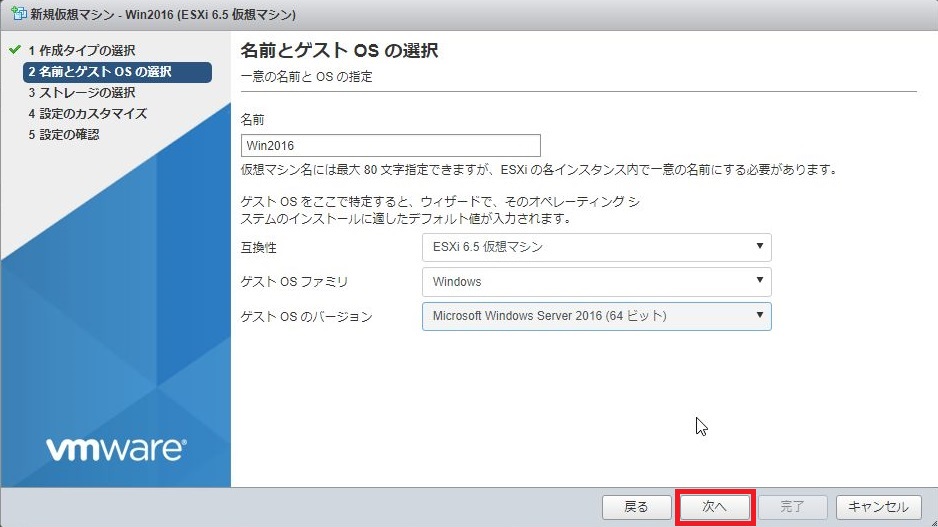 新規仮想マシン - Win2016 (ESXi 6.5 仮想マシン)
1 作成タイプの選択
2 名前とゲスト OS の選択
3 ストレージの選択
4 設定のカスタマイズ
5 設定の確認
vmware®
名前とゲスト OS の選択
一意の名前と OS の指定
名前
Win2016
仮想マシン名には最大 80 文字指定できますが、ESXi の各インスタンス内で一意の名前にする必要があります。
ゲスト OS をここで特定すると、ウィザードで、そのオペレーティング シ
ステムのインストールに適したデフォルト値が入力されます。
互換性 ESXi 6.5 仮想マシン
ゲスト OS ファミリ Windows
ゲスト OS のバージョン Microsoft Windows Server 2016 (64 ビット)
戻る 次へ 完了 キャンセル